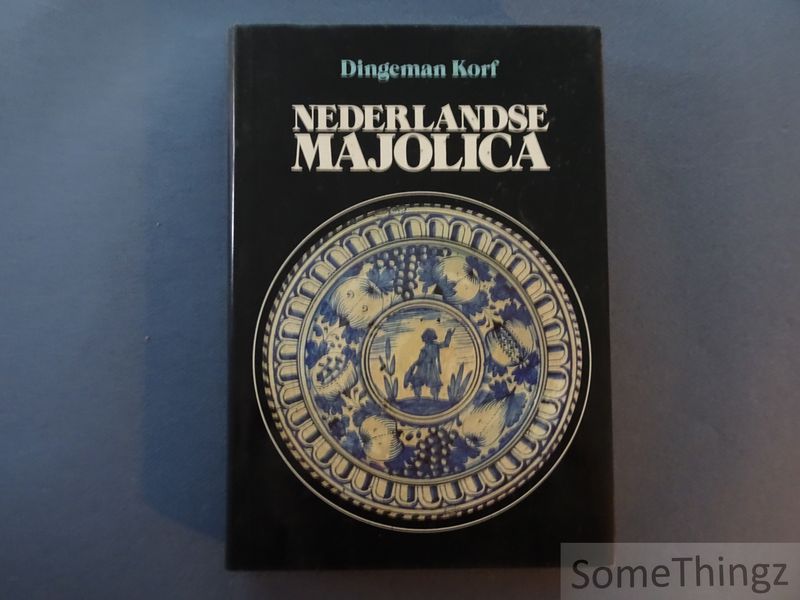 Dingeman Korf
NEDERLANDSE
MAJOLICA
SomeThingz